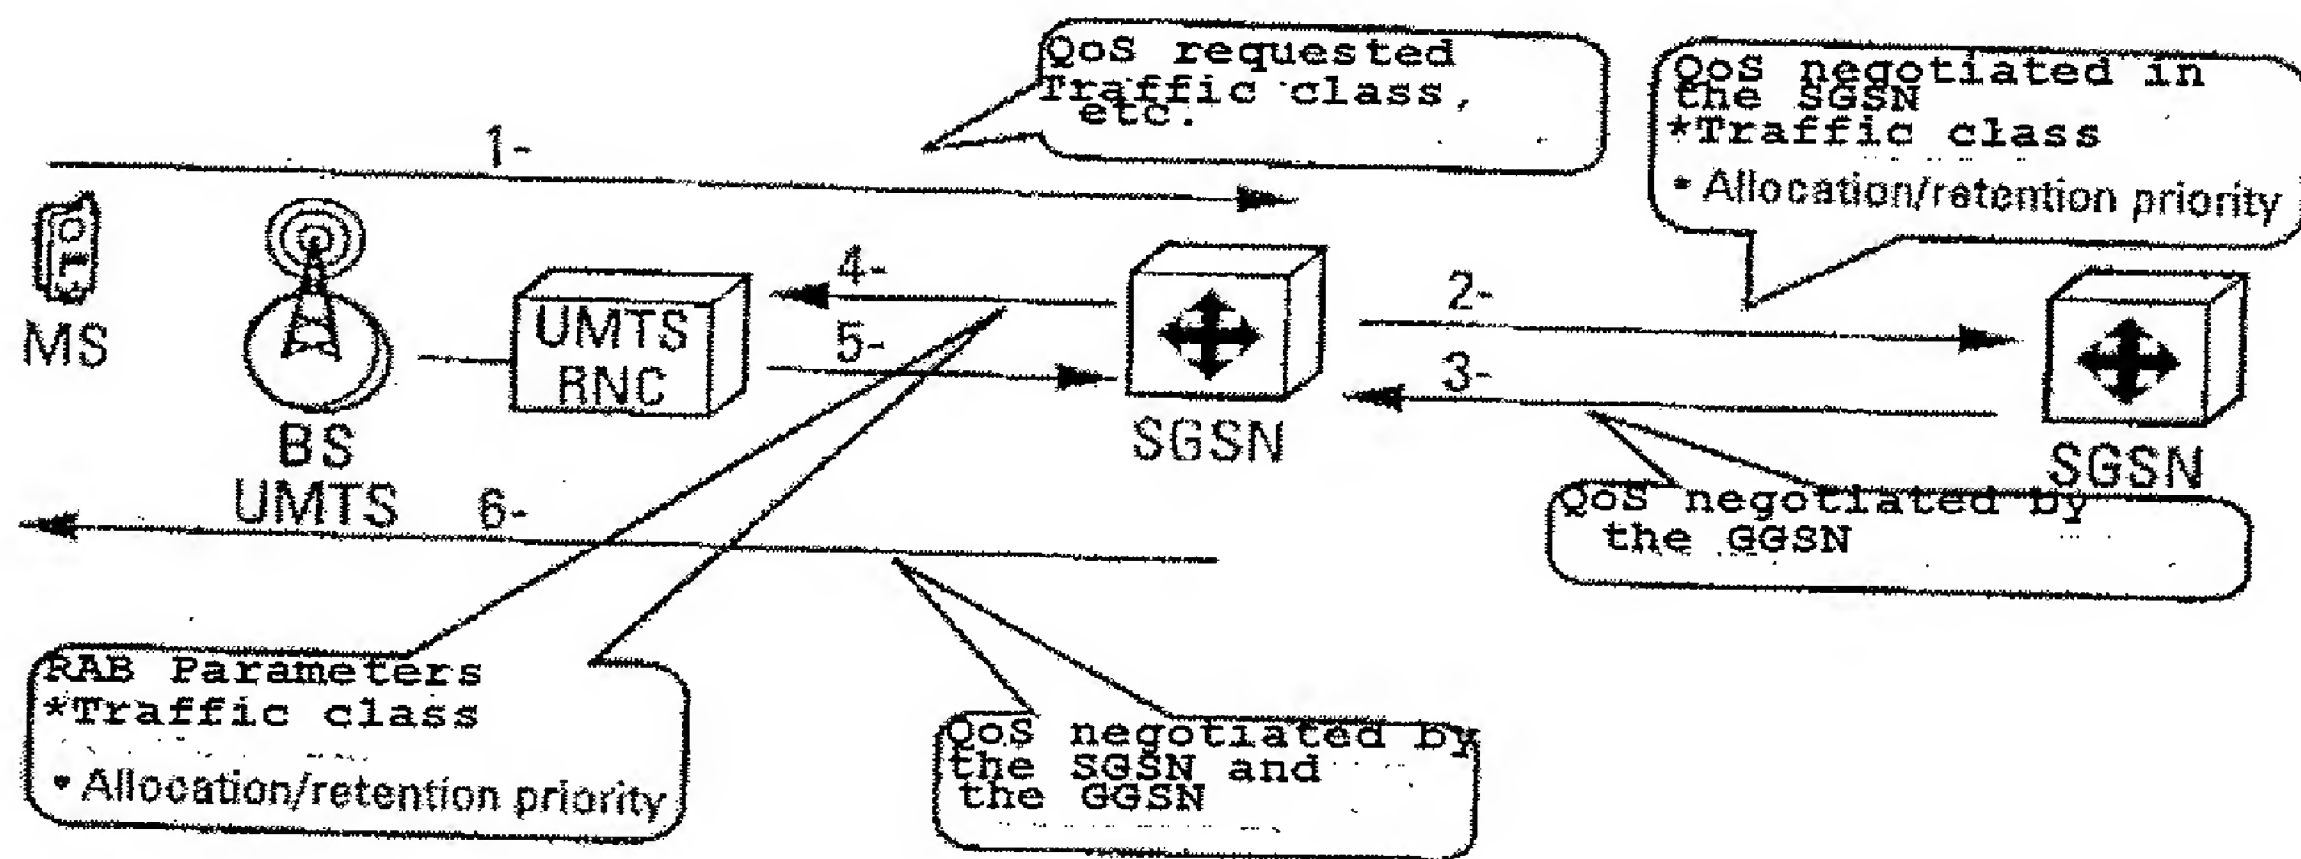 QoS requested
Traffic class,
etc.
QoS negotiated in
the SGSN
*Traffic class
• Allocation/retention priority
1-
4-
2-
MS
UMTS
RNC
5-
3-
BS
UMTS
SGSN
SGSN
6-
QoS negotiated by
the GGSN
RAB Parameters
*Traffic class
• Allocation/retention priority
QoS negotiated by
the SGSN and
the GGSN